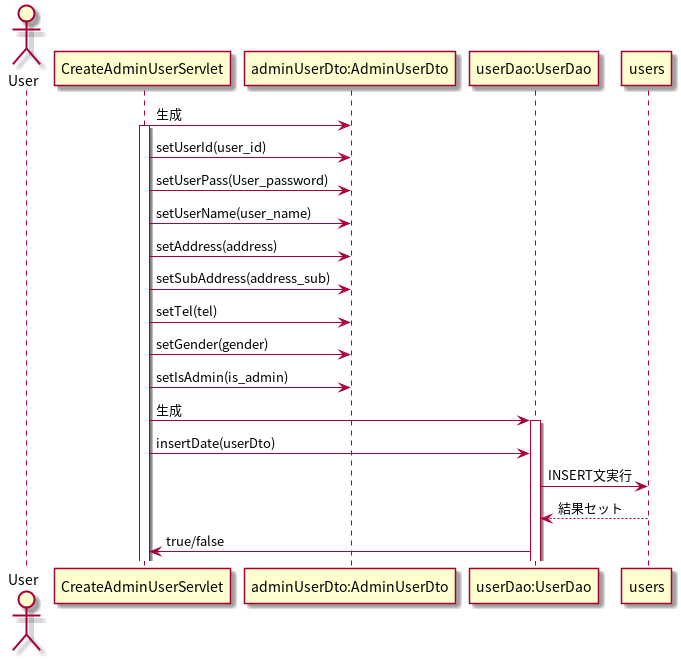 User
CreateAdminUserServlet
adminUserDto:AdminUserDto
userDao:UserDao
users
生成
setUserId(user_id)
setUserPass(User_password)
setUserName(user_name)
setAddress(address)
setSubAddress(address_sub)
setTel(tel)
setGender(gender)
setIsAdmin(is_admin)
生成
insertDate(userDto)
INSERT文実行
結果セット
true/false
User
CreateAdminUserServlet
adminUserDto:AdminUserDto
userDao:UserDao
users